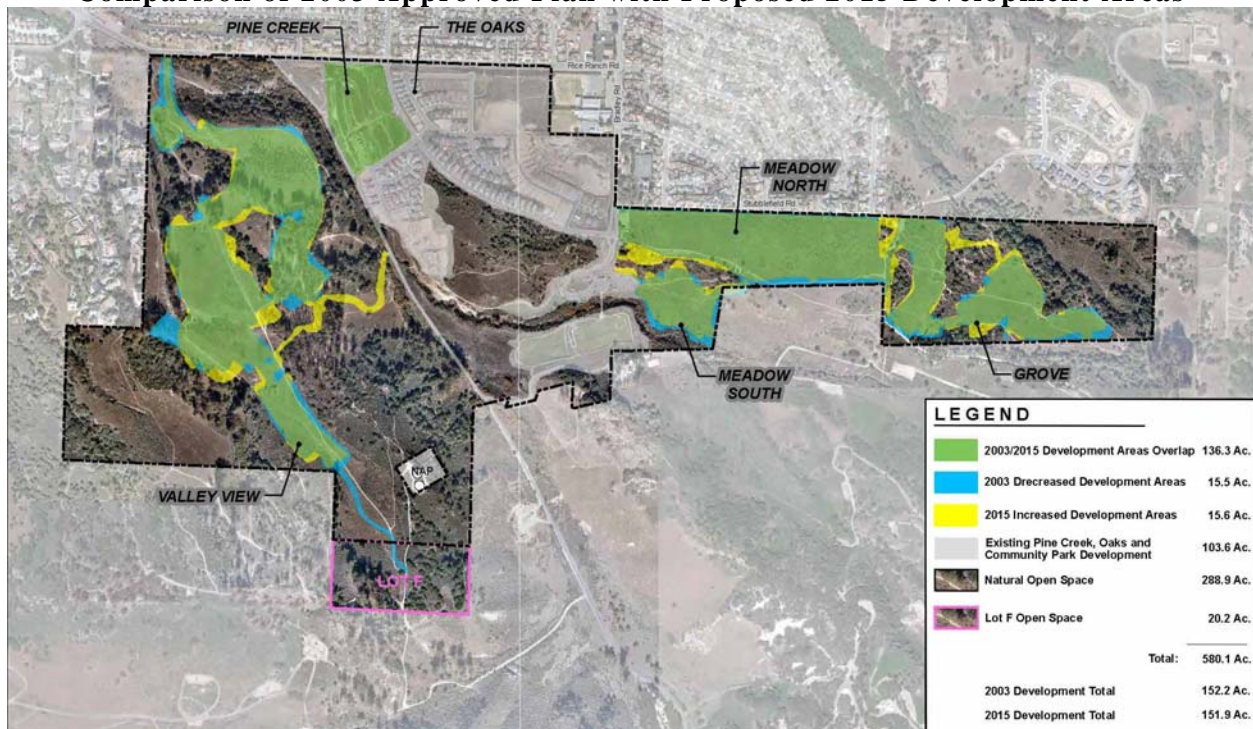 Comparison of 2003 Approved Plan with Proposed 2015 Development Areas
PINE CREEK
THE OAKS
Rice Ranch Rd
Bradley Rd
MEADOW
NORTH
Stubblefield Rd
MEADOW
SOUTH
GROVE
VALLEY VIEW
NAP
LOT F
LEGEND
2003/2015 Development Areas Overlap 136.3 Ac.
2003 Drecreased Development Areas 15.5 Ac.
2015 Increased Development Areas 15.6 Ac.
Existing Pine Creek, Oaks and
Community Park Development 103.6 Ac.
Natural Open Space 288.9 Ac.
Lot F Open Space 20.2 Ac.
Total: 580.1 Ac.
2003 Development Total 152.2 Ac.
2015 Development Total 151.9 Ac.